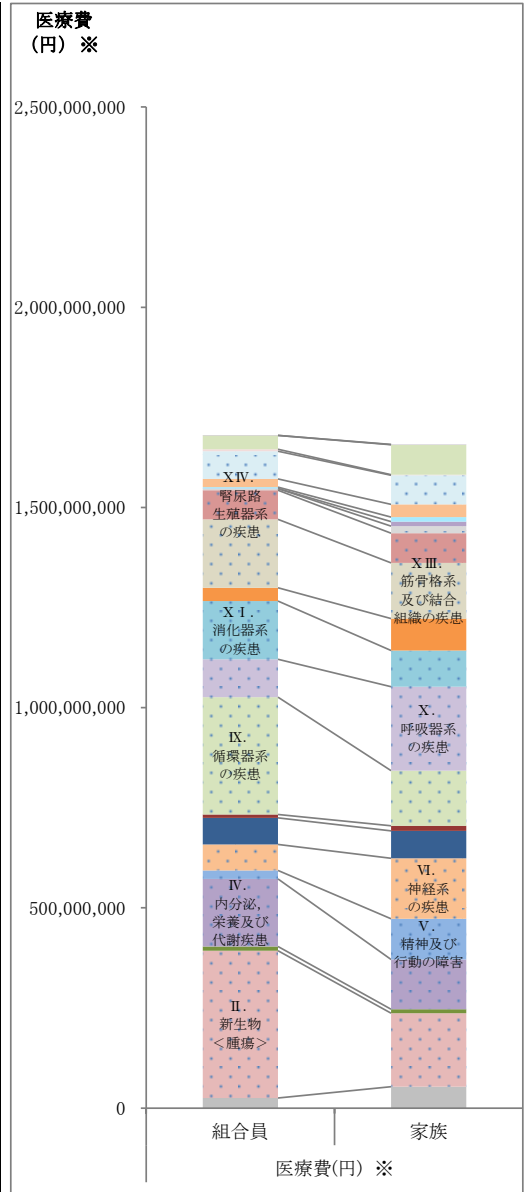 医療費
(円) ※
2,500,000,000
2,000,000,000
1,500,000,000
1,000,000,000
500,000,000
0
ⅩⅣ.
腎尿路
生殖器系
の疾患
ⅩⅠ.
消化器系
の疾患
Ⅸ.
循環器系
の疾患
Ⅳ.
内分泌,
栄養及び
代謝疾患
Ⅱ.
新生物
＜腫瘍＞
ⅩⅢ.
筋骨格系
及び結合
組織の疾患
Ⅹ.
呼吸器系
の疾患
Ⅵ.
神経系
の疾患
Ⅴ.
精神及び
行動の障害
組合員
家族
医療費(円) ※